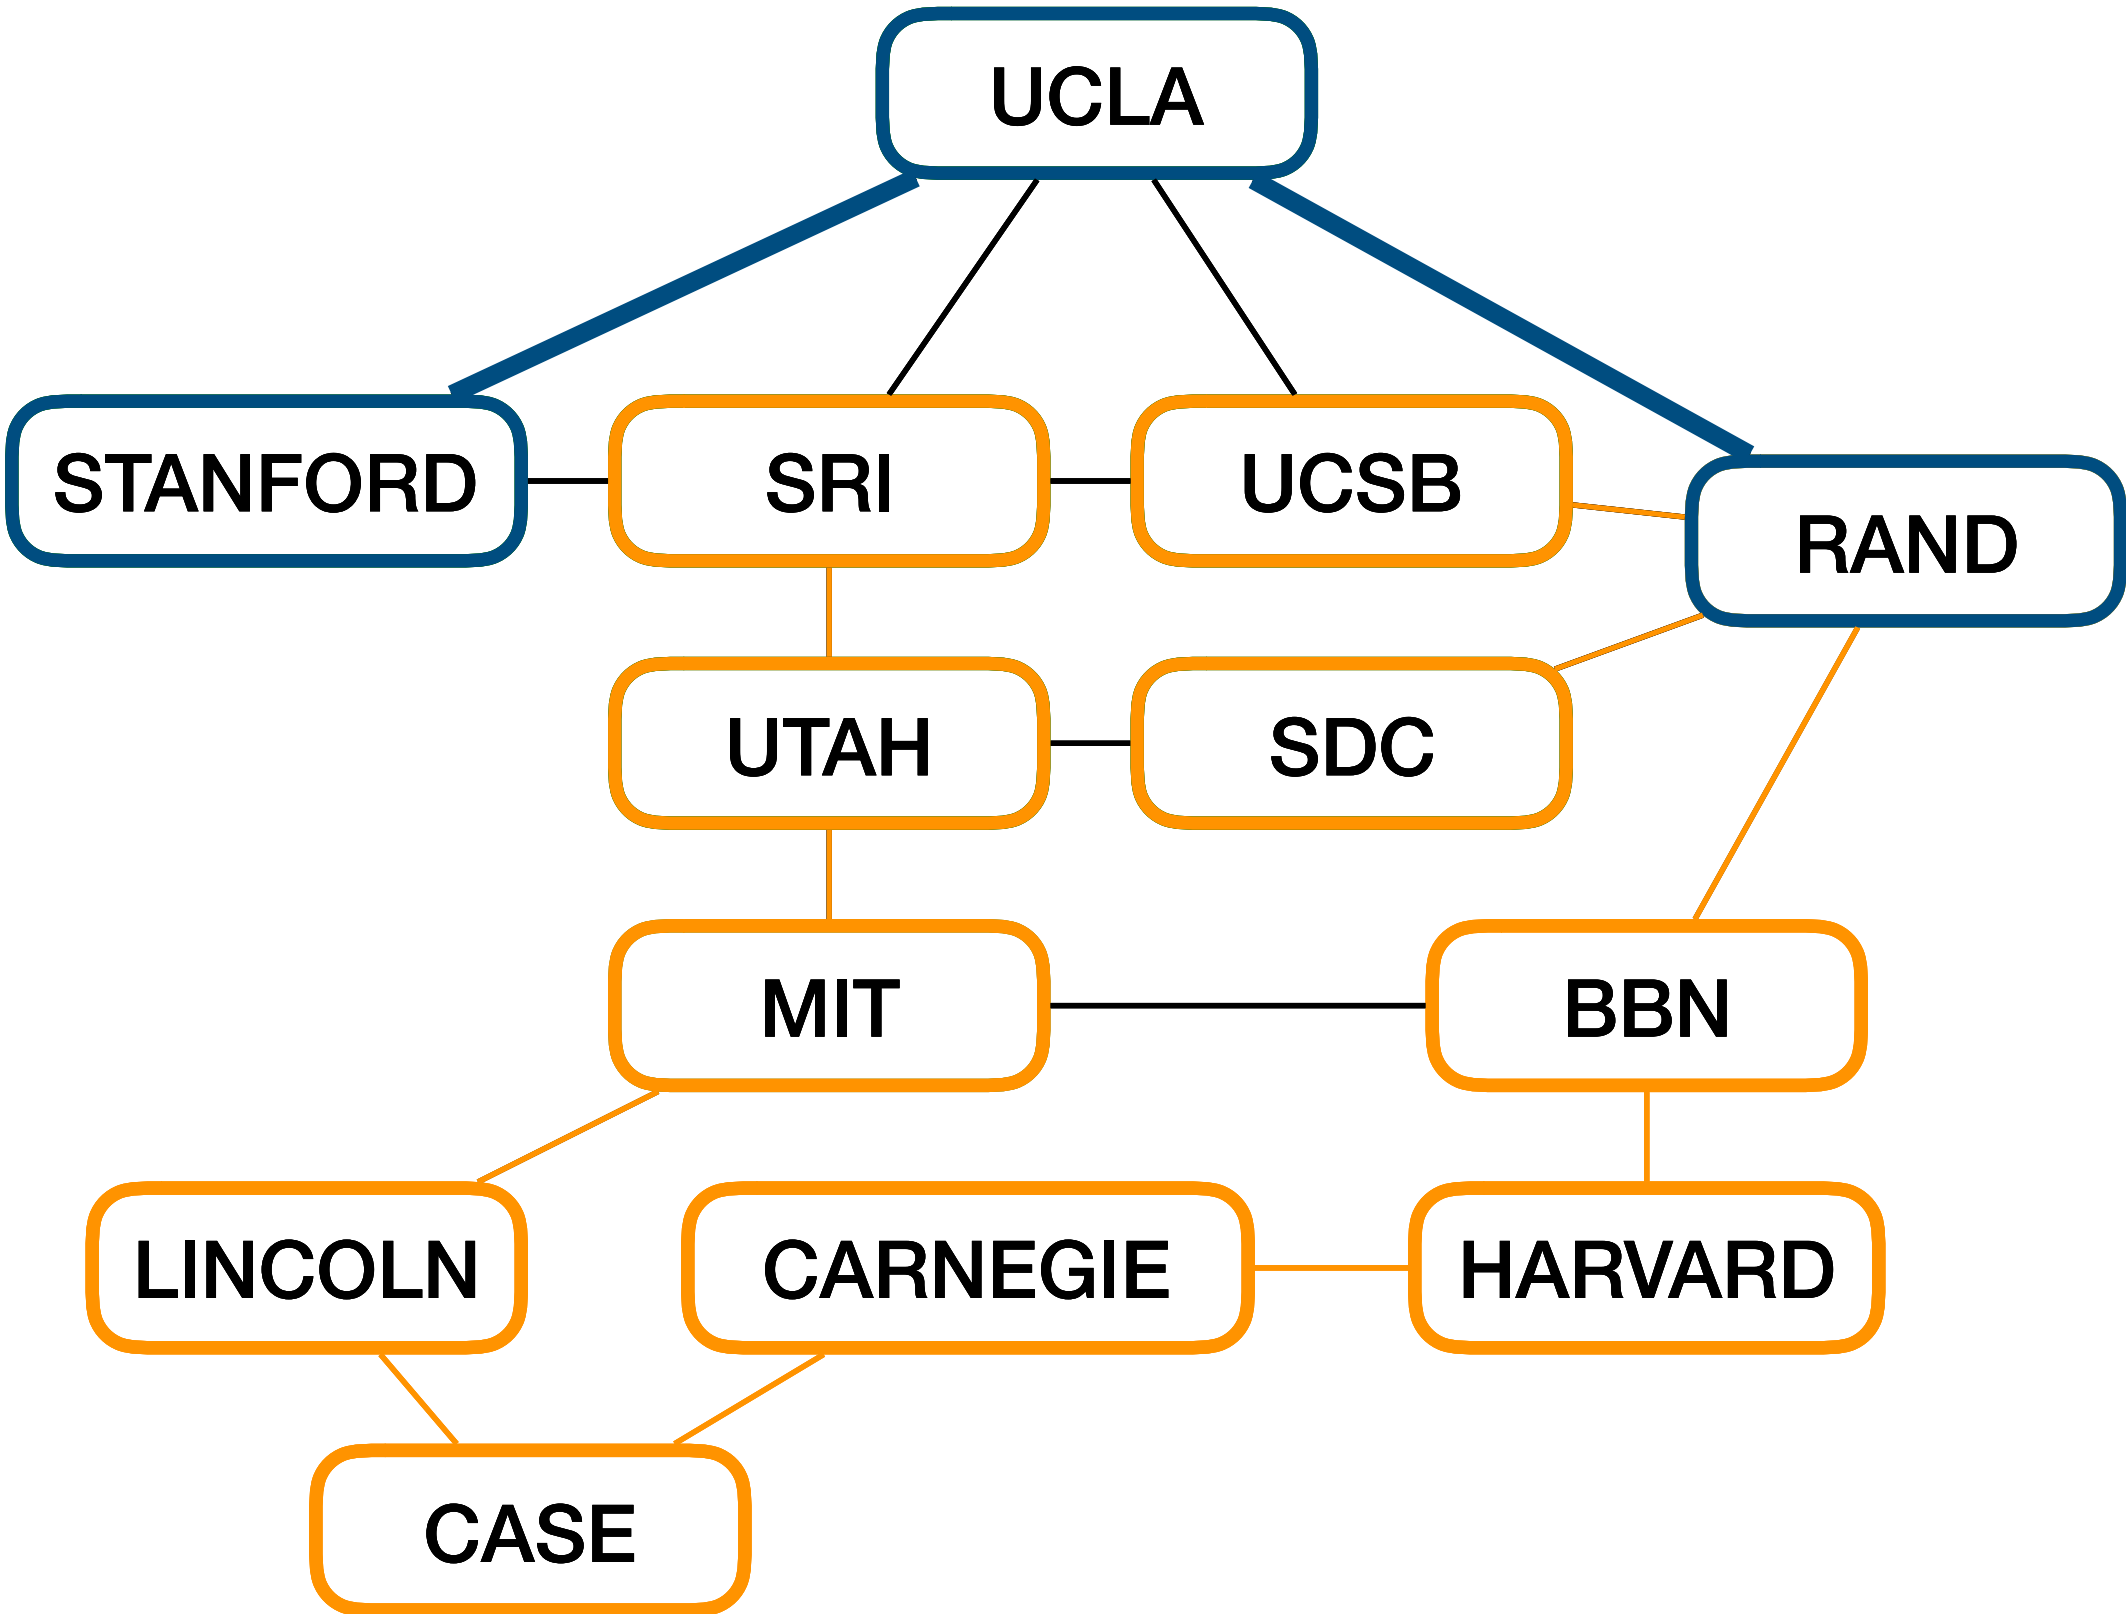 UCLA
STANFORD
SRI
UCSB
RAND
UTAH
SDC
MIT
BBN
LINCOLN
CARNEGIE
HARVARD
CASE